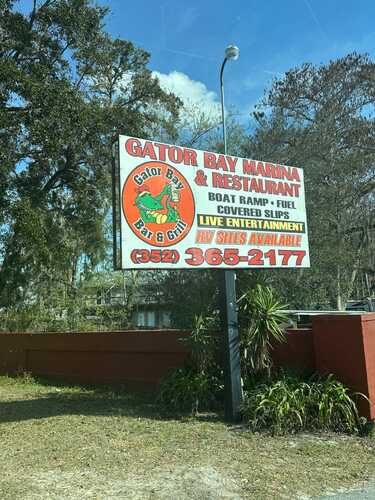 GATOR BAY MARINA
& RESTAURANT
Gator Bay
Bar & Grill
BOAT RAMP • FUEL
COVERED SLIPS
LIVE ENTERTAINMENT
RV SITES AVAILABLE
(352) 365-2177